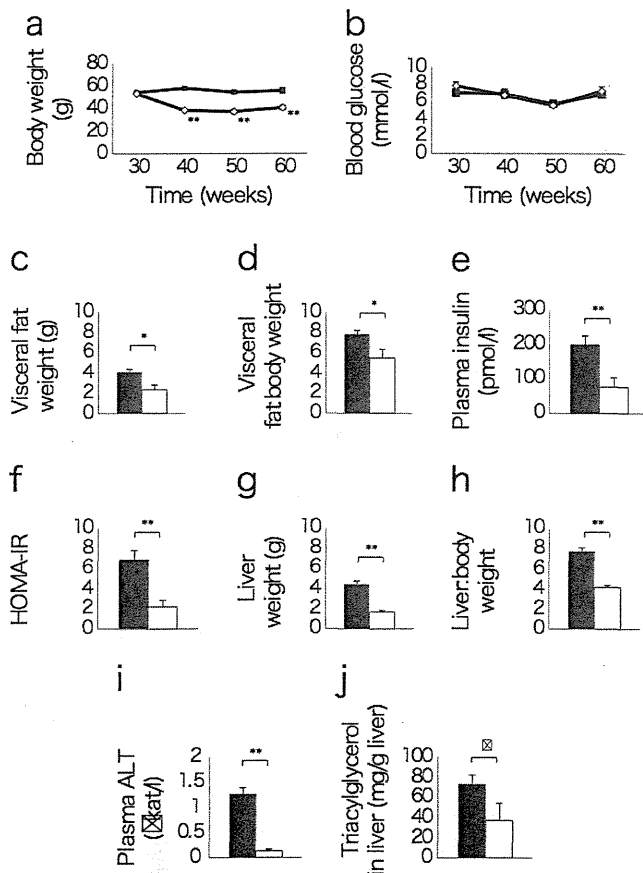 a
Body weight
(g)
80
60
40
20
0
30 40 50 60
** ** **
Time (weeks)
b
Blood glucose
(mmol/l)
10
8
6
4
2
0
30 40 50 60
Time (weeks)
c
Visceral fat
weight (g)
10
8
6
4
2
0
*
d
Visceral
fat:body weight
10
8
6
4
2
0
*
e
Plasma insulin
(pmol/l)
300
200
100
0
**
f
HOMA-IR
10
8
6
4
2
0
**
g
Liver
weight (g)
10
8
6
4
2
0
**
h
Liver:body
weight
10
8
6
4
2
0
**
i
Plasma ALT
(kat/l)
2
1.5
1
0.5
0
**
j
Triacylglycerol
in liver (mg/g liver)
100
80
60
40
20
0